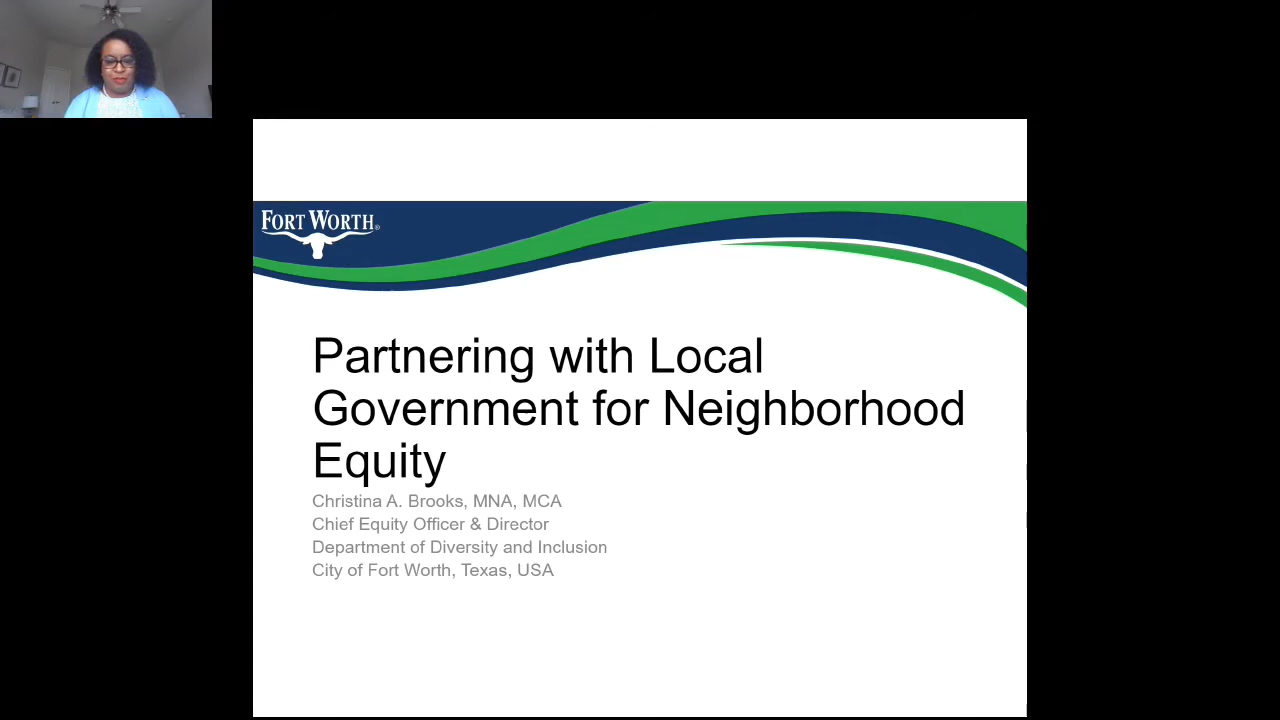 FORT WORTH®
Partnering with Local
Government for Neighborhood
Equity
Christina A. Brooks, MNA, MCA
Chief Equity Officer & Director
Department of Diversity and Inclusion
City of Fort Worth, Texas, USA